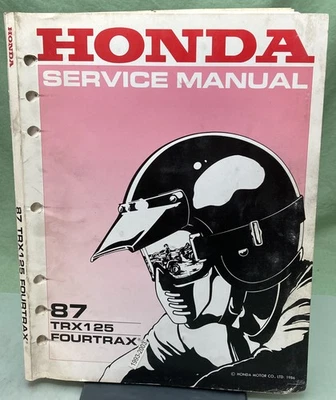 HONDA
HONDA
SERVICE MANUAL
87 TRX125 FOURTRAX
87
TRX125
FOURTRAX
© HONDA MOTOR CO., LTD. 1986